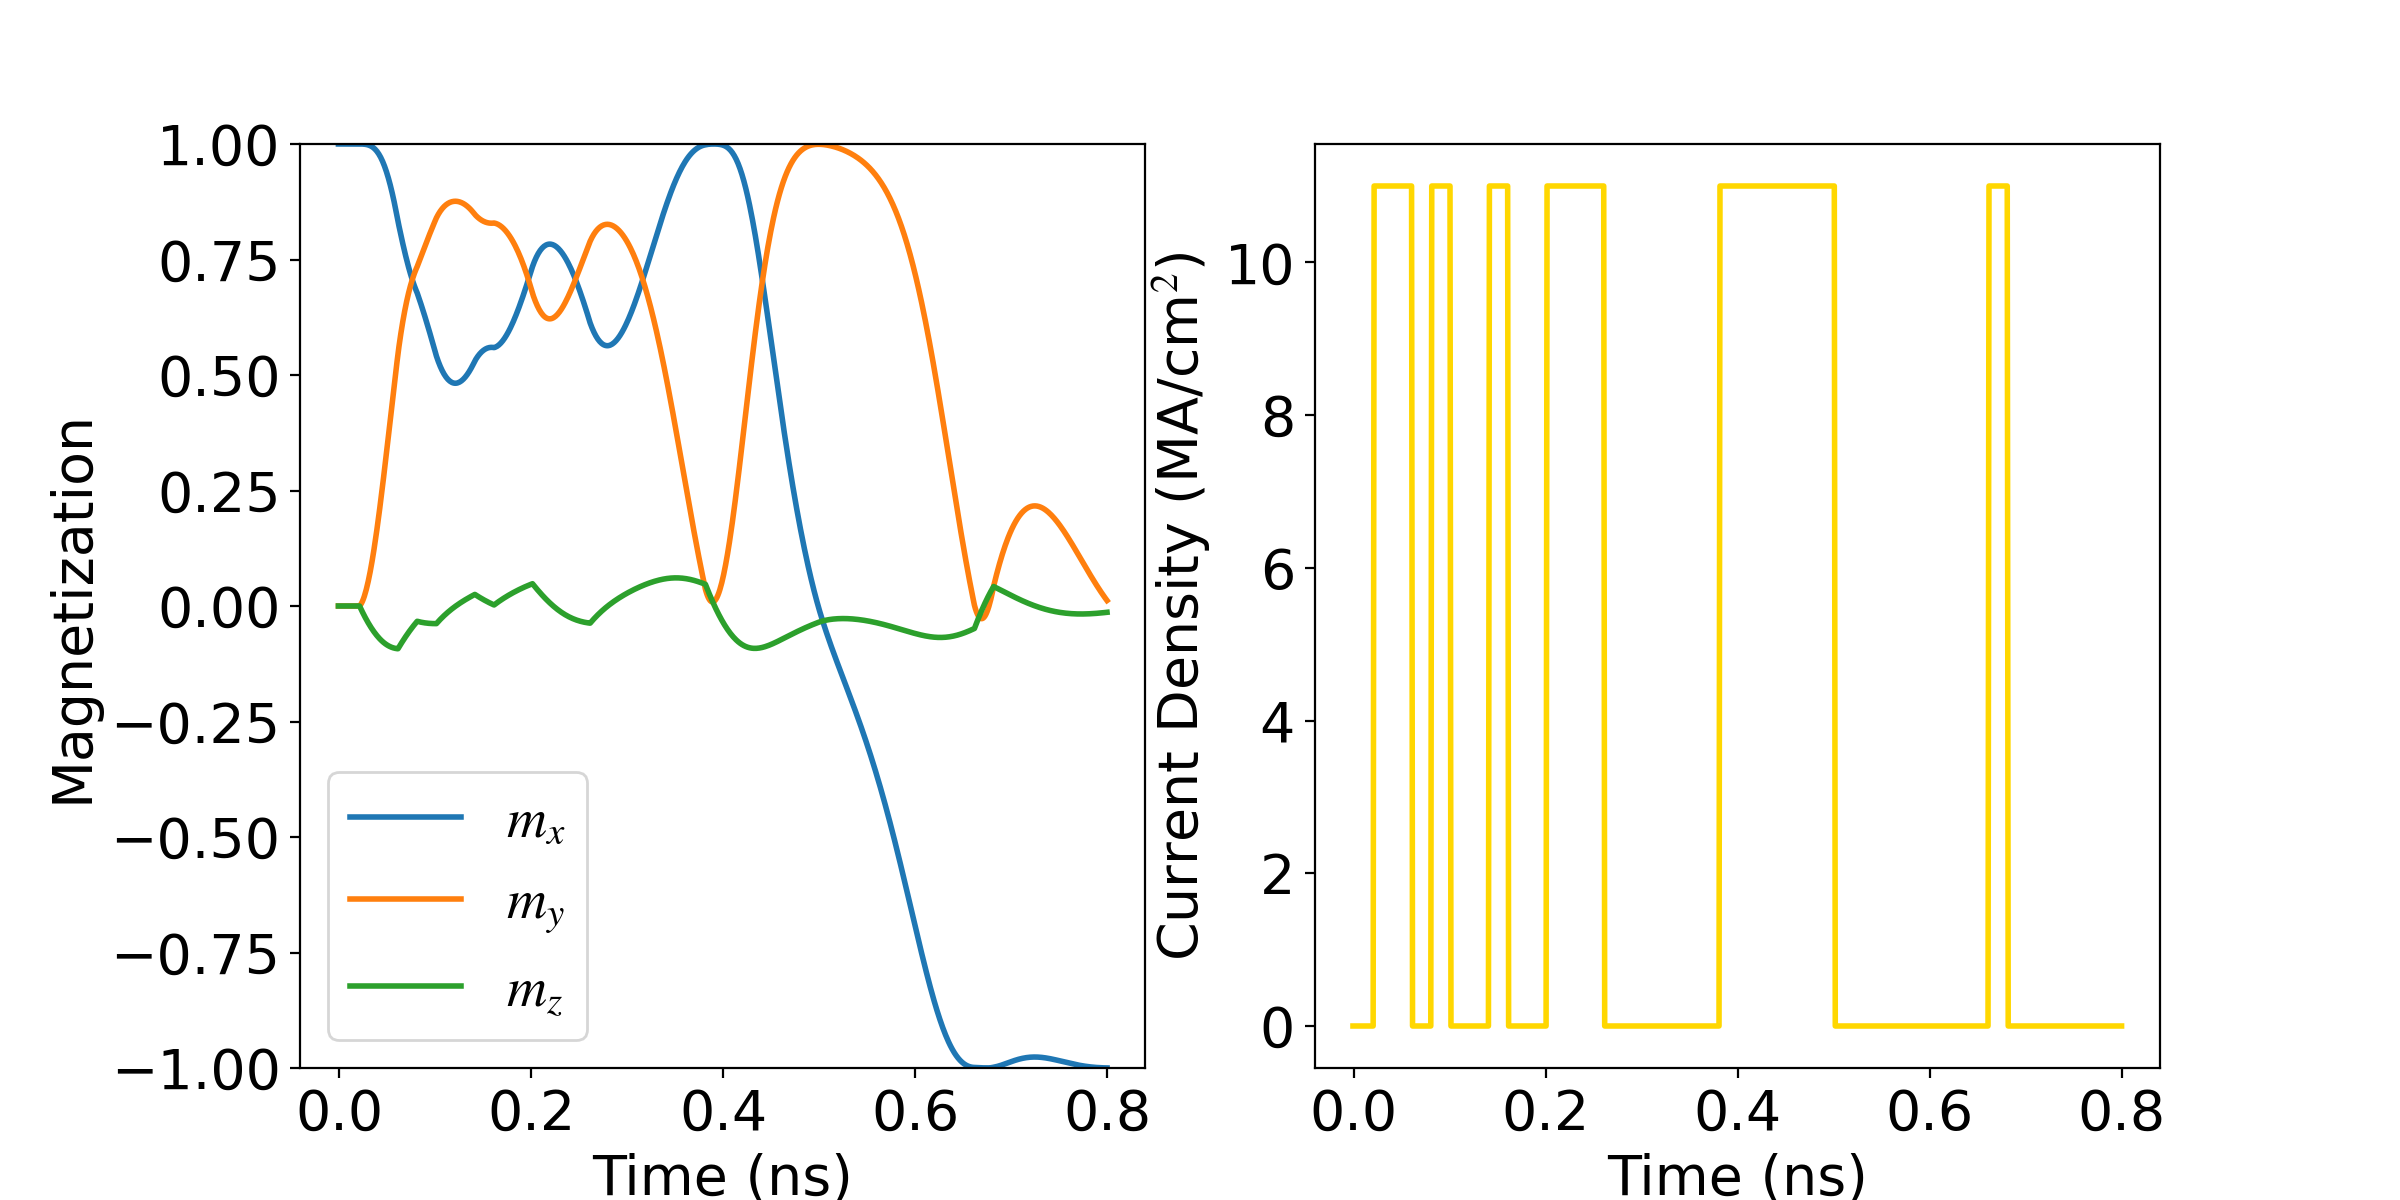 1.00
0.75
0.50
0.25
0.00
−0.25
−0.50
−0.75
−1.00
Magnetization
m_x
m_y
m_z
0.0 0.2 0.4 0.6 0.8
Time (ns)
10
8
6
4
2
0
Current Density (MA/cm²)
0.0 0.2 0.4 0.6 0.8
Time (ns)